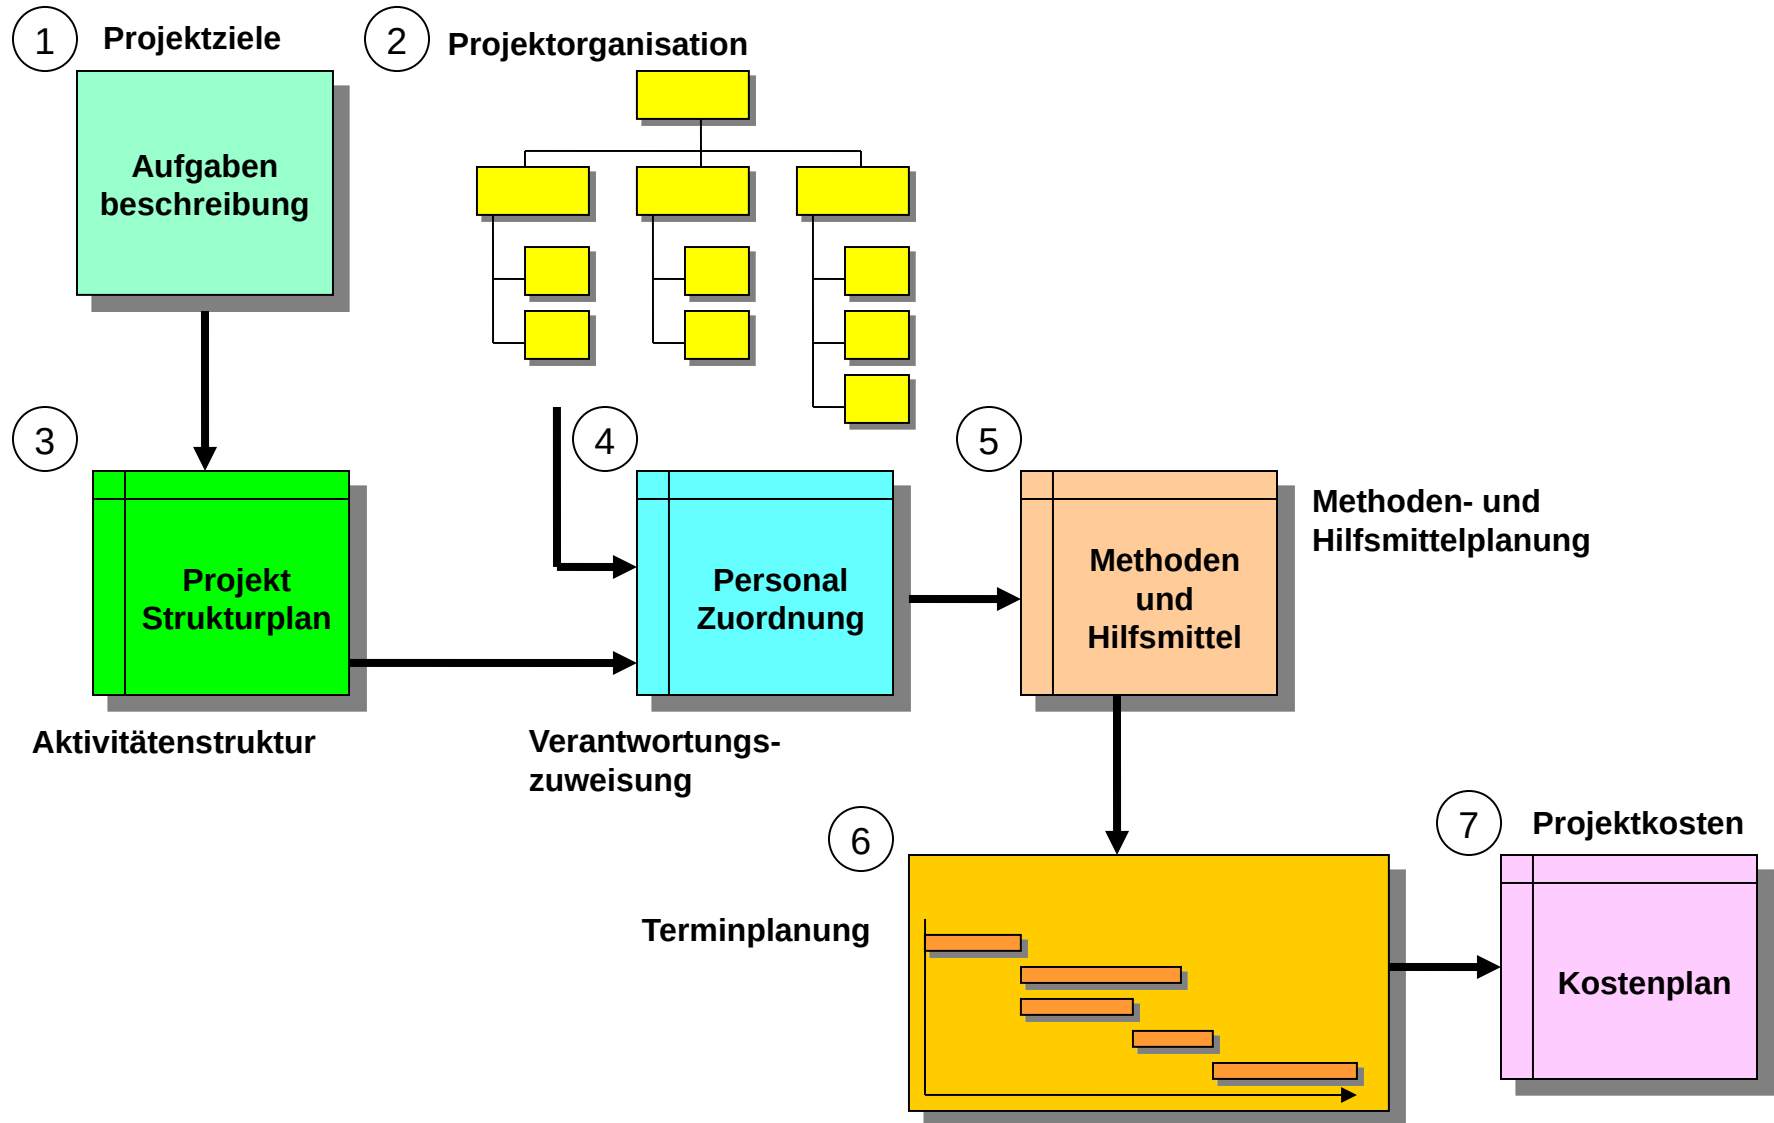 1
Projektziele
2
Projektorganisation
Aufgaben
beschreibung
3
4
5
Projekt
Strukturplan
Personal
Zuordnung
Methoden
und
Hilfsmittel
Methoden- und
Hilfsmittelplanung
Aktivitätenstruktur
Verantwortungs-
zuweisung
6
Terminplanung
7
Projektkosten
Kostenplan